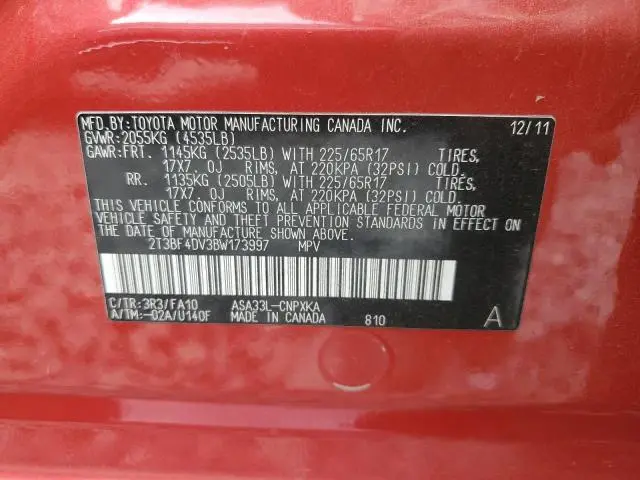 MFD.BY:TOYOTA MOTOR MANUFACTURING CANADA INC. 12/11
GVWR:2055KG (4535LB)
GAWR:FRT. 1145KG (2535LB) WITH 225/65R17 TIRES,
17X7.0J RIMS, AT 220KPA (32PSI) COLD.
RR. 1135KG (2505LB) WITH 225/65R17 TIRES,
17X7.0J RIMS, AT 220KPA (32PSI) COLD.
THIS VEHICLE CONFORMS TO ALL APPLICABLE FEDERAL MOTOR
VEHICLE SAFETY AND THEFT PREVENTION STANDARDS IN EFFECT ON
THE DATE OF MANUFACTURE SHOWN ABOVE.
2T3BF4DV3BW173997 MPV
C/TR:3R3/FA10 ASA33L-CNPXKA
A/TM:-02A/U140F MADE IN CANADA 810 A